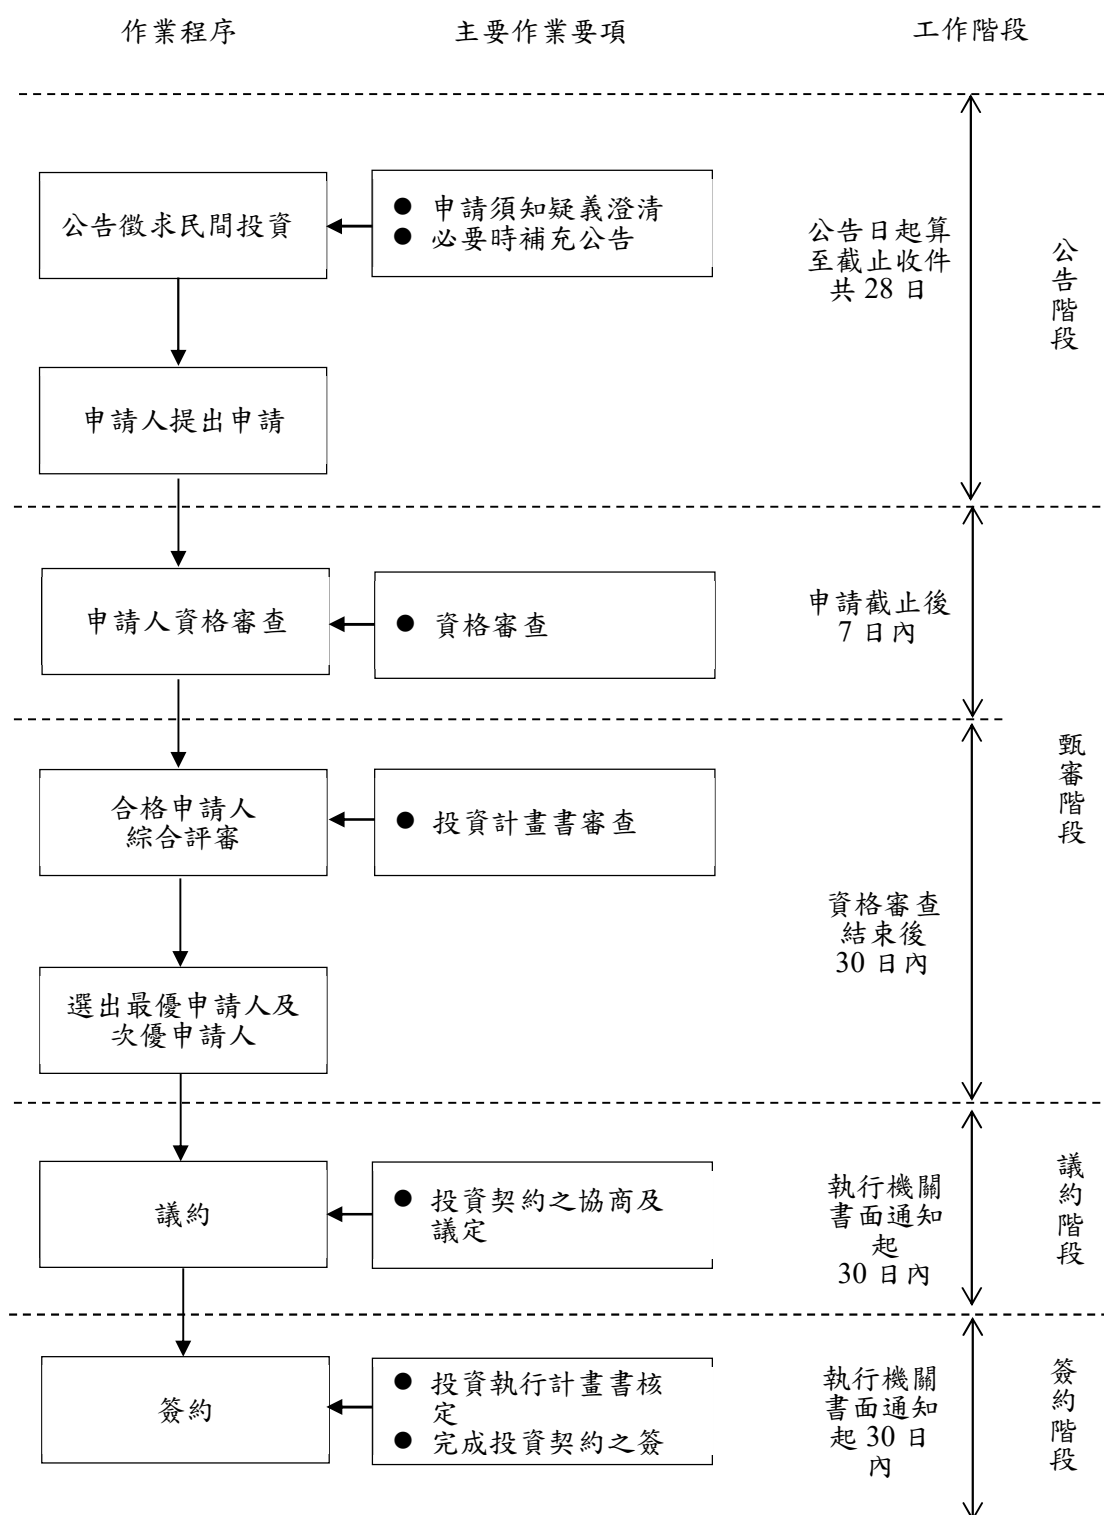 作業程序
主要作業要項
工作階段
公告徵求民間投資
● 申請須知疑義澄清
● 必要時補充公告
公告日起算
至截止收件
共 28 日
公告階段
申請人提出申請
申請人資格審查
● 資格審查
申請截止後
7 日內
甄審階段
合格申請人
綜合評審
● 投資計畫書審查
資格審查
結束後
30 日內
選出最優申請人及
次優申請人
議約
● 投資契約之協商及
議定
執行機關
書面通知
起
30 日內
議約階段
簽約
● 投資執行計畫書核
定
● 完成投資契約之簽
執行機關
書面通知
起 30 日
內
簽約階段